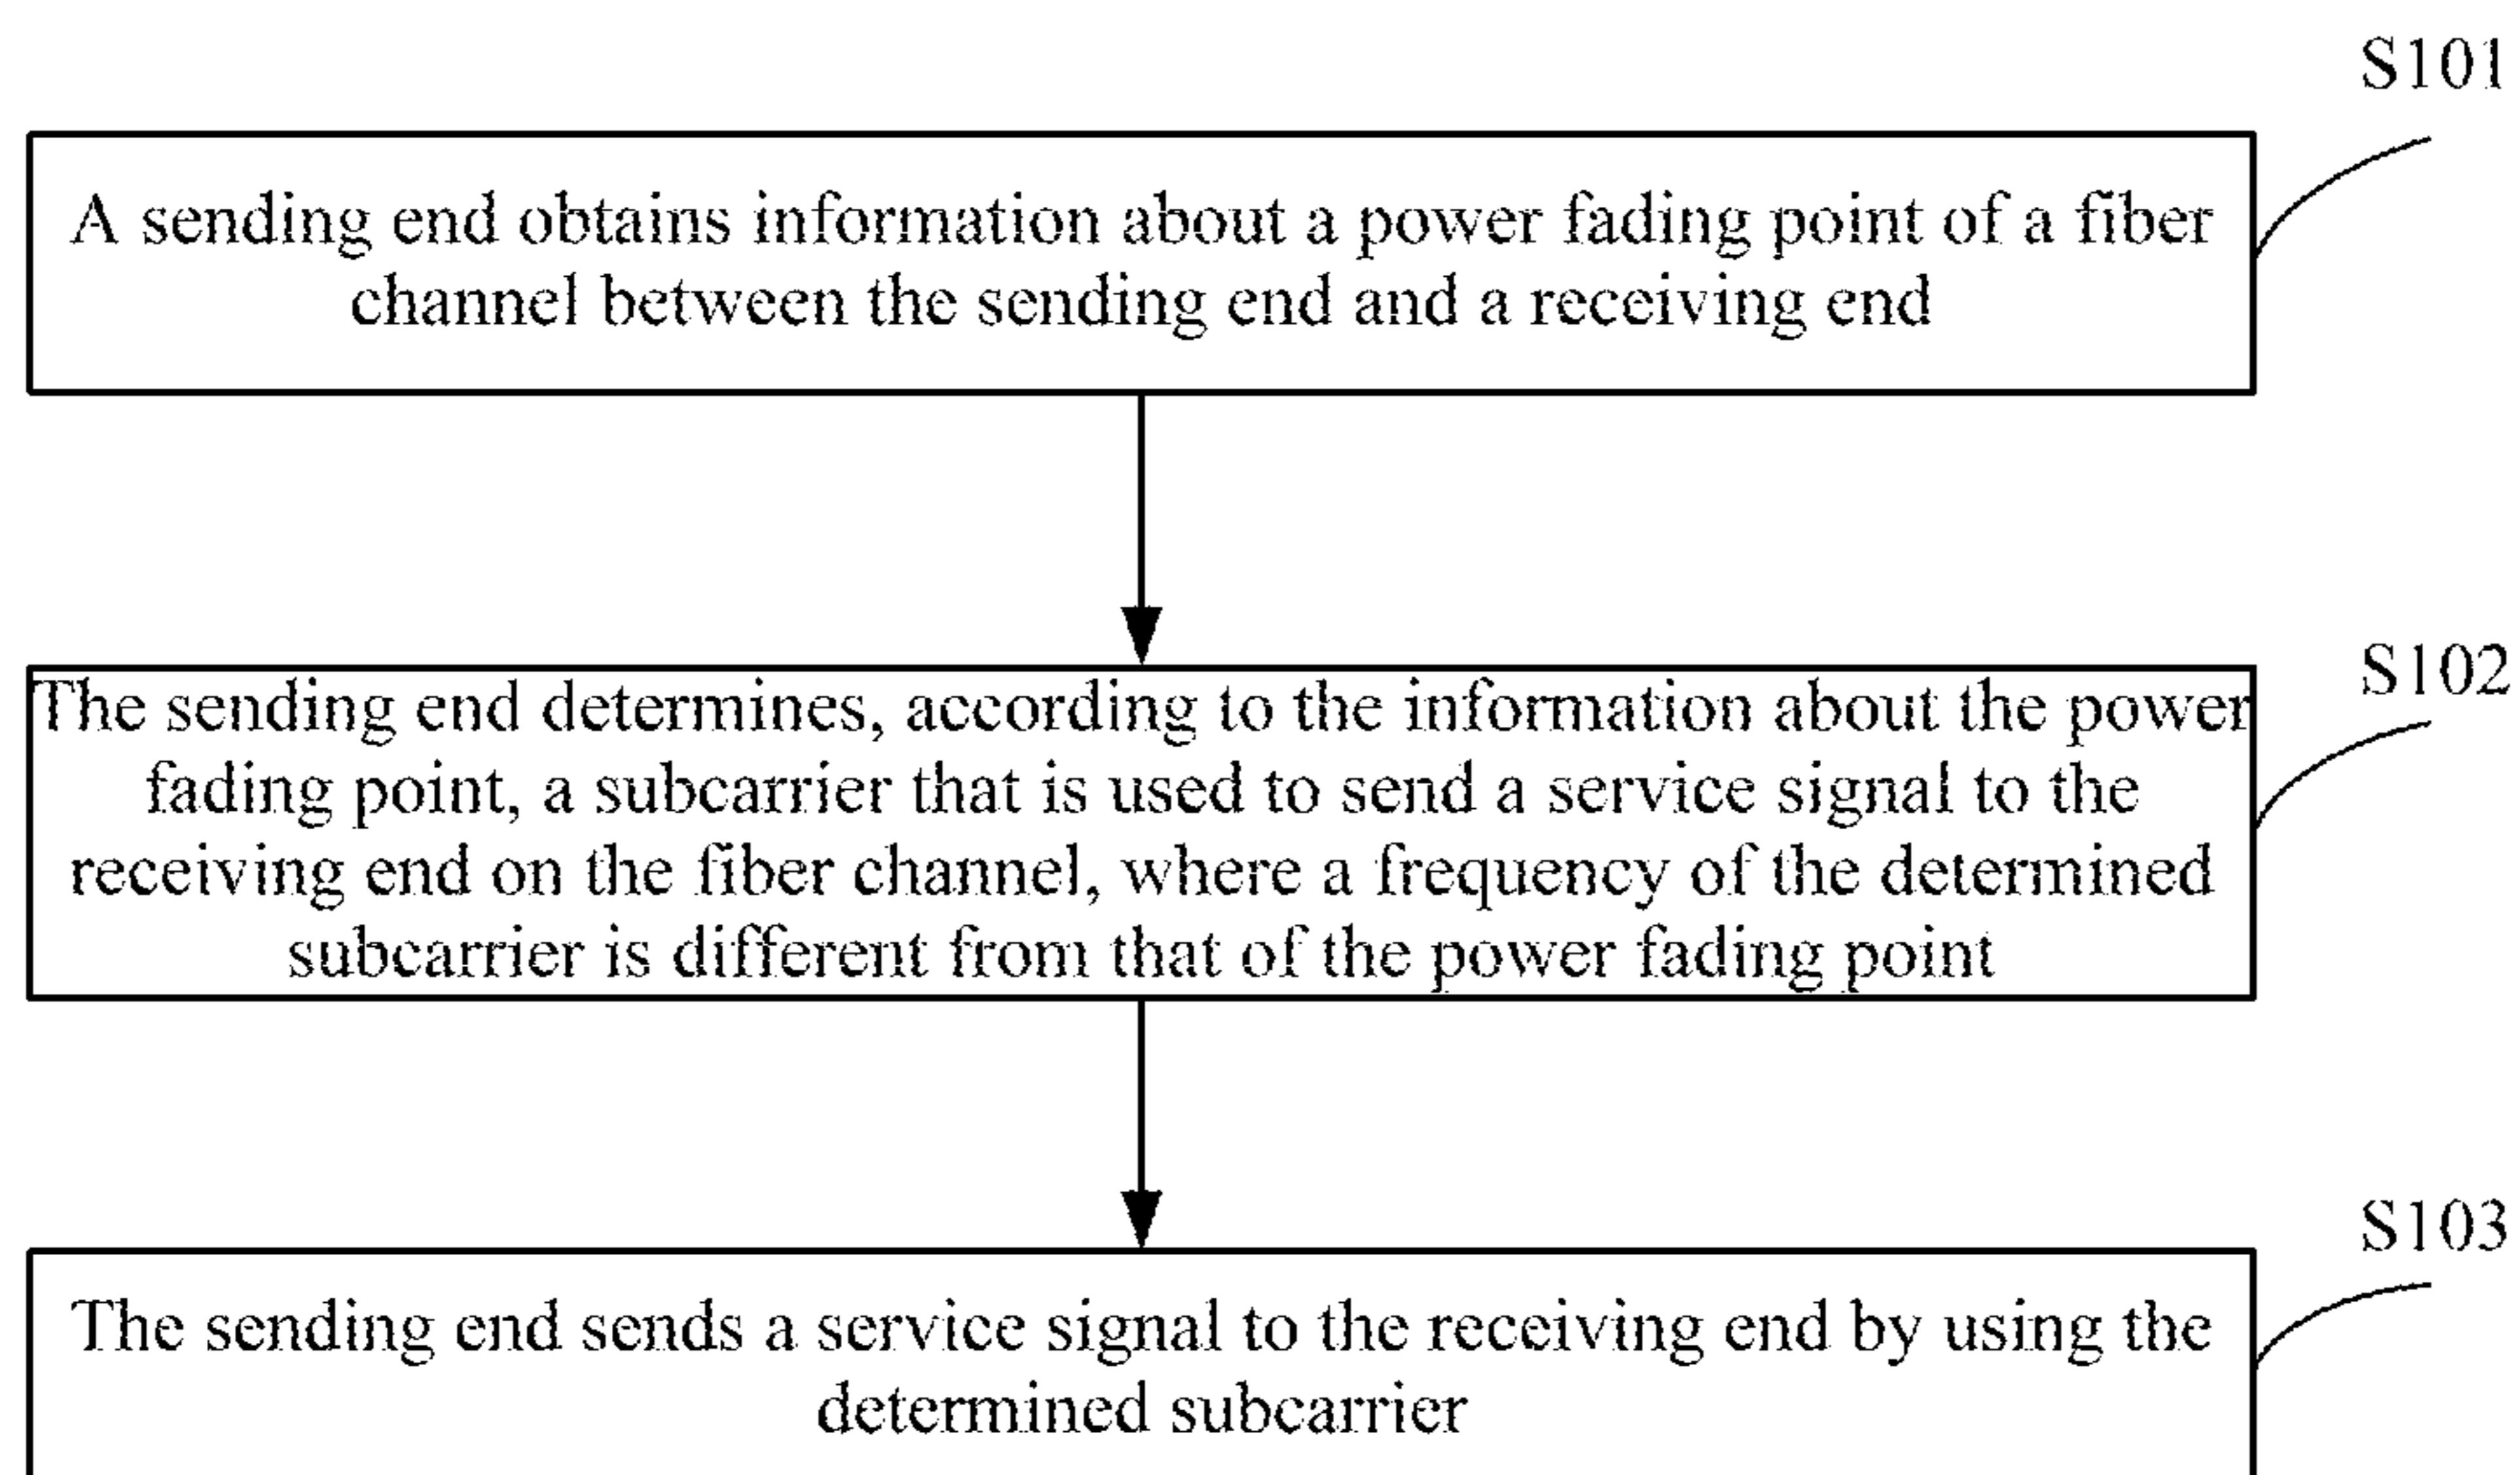 S101
A sending end obtains information about a power fading point of a fiber
channel between the sending end and a receiving end
S102
The sending end determines, according to the information about the power
fading point, a subcarrier that is used to send a service signal to the
receiving end on the fiber channel, where a frequency of the determined
subcarrier is different from that of the power fading point
S103
The sending end sends a service signal to the receiving end by using the
determined subcarrier